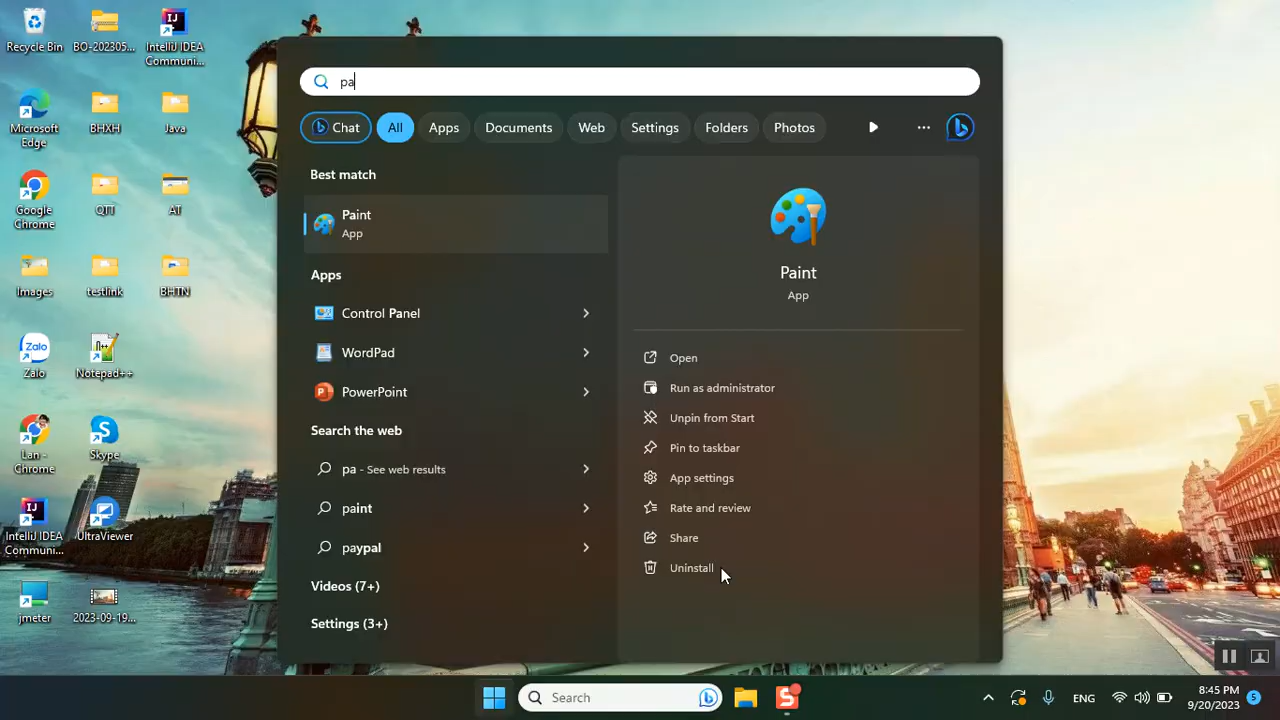 Recycle Bin
BO-202305...
IntelliJ IDEA
Communi...
Microsoft
Edge
BHXH
Java
Google
Chrome
QTT
AT
Images
testlink
BHTN
Zalo
Zalo
Notepad++
Lan -
Chrome
Skype
IntelliJ IDEA
Communi...
UltraViewer
jmeter
2023-09-19...
pa
Chat
All
Apps
Documents
Web
Settings
Folders
Photos
Best match
Paint
App
Apps
Control Panel
WordPad
PowerPoint
Search the web
pa - See web results
paint
paypal
Videos (7+)
Settings (3+)
Paint
App
Open
Run as administrator
Unpin from Start
Pin to taskbar
App settings
Rate and review
Share
Uninstall
Search
ENG
8:45 PM
9/20/2023
5